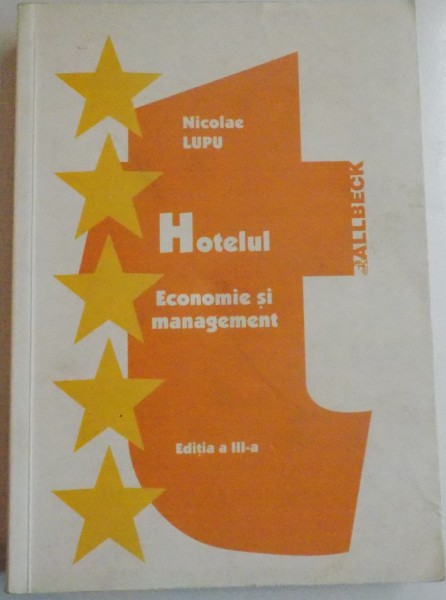 Nicolae
LUPU
ALLBECK
Hotelul
Economie și
management
Ediția a III-a